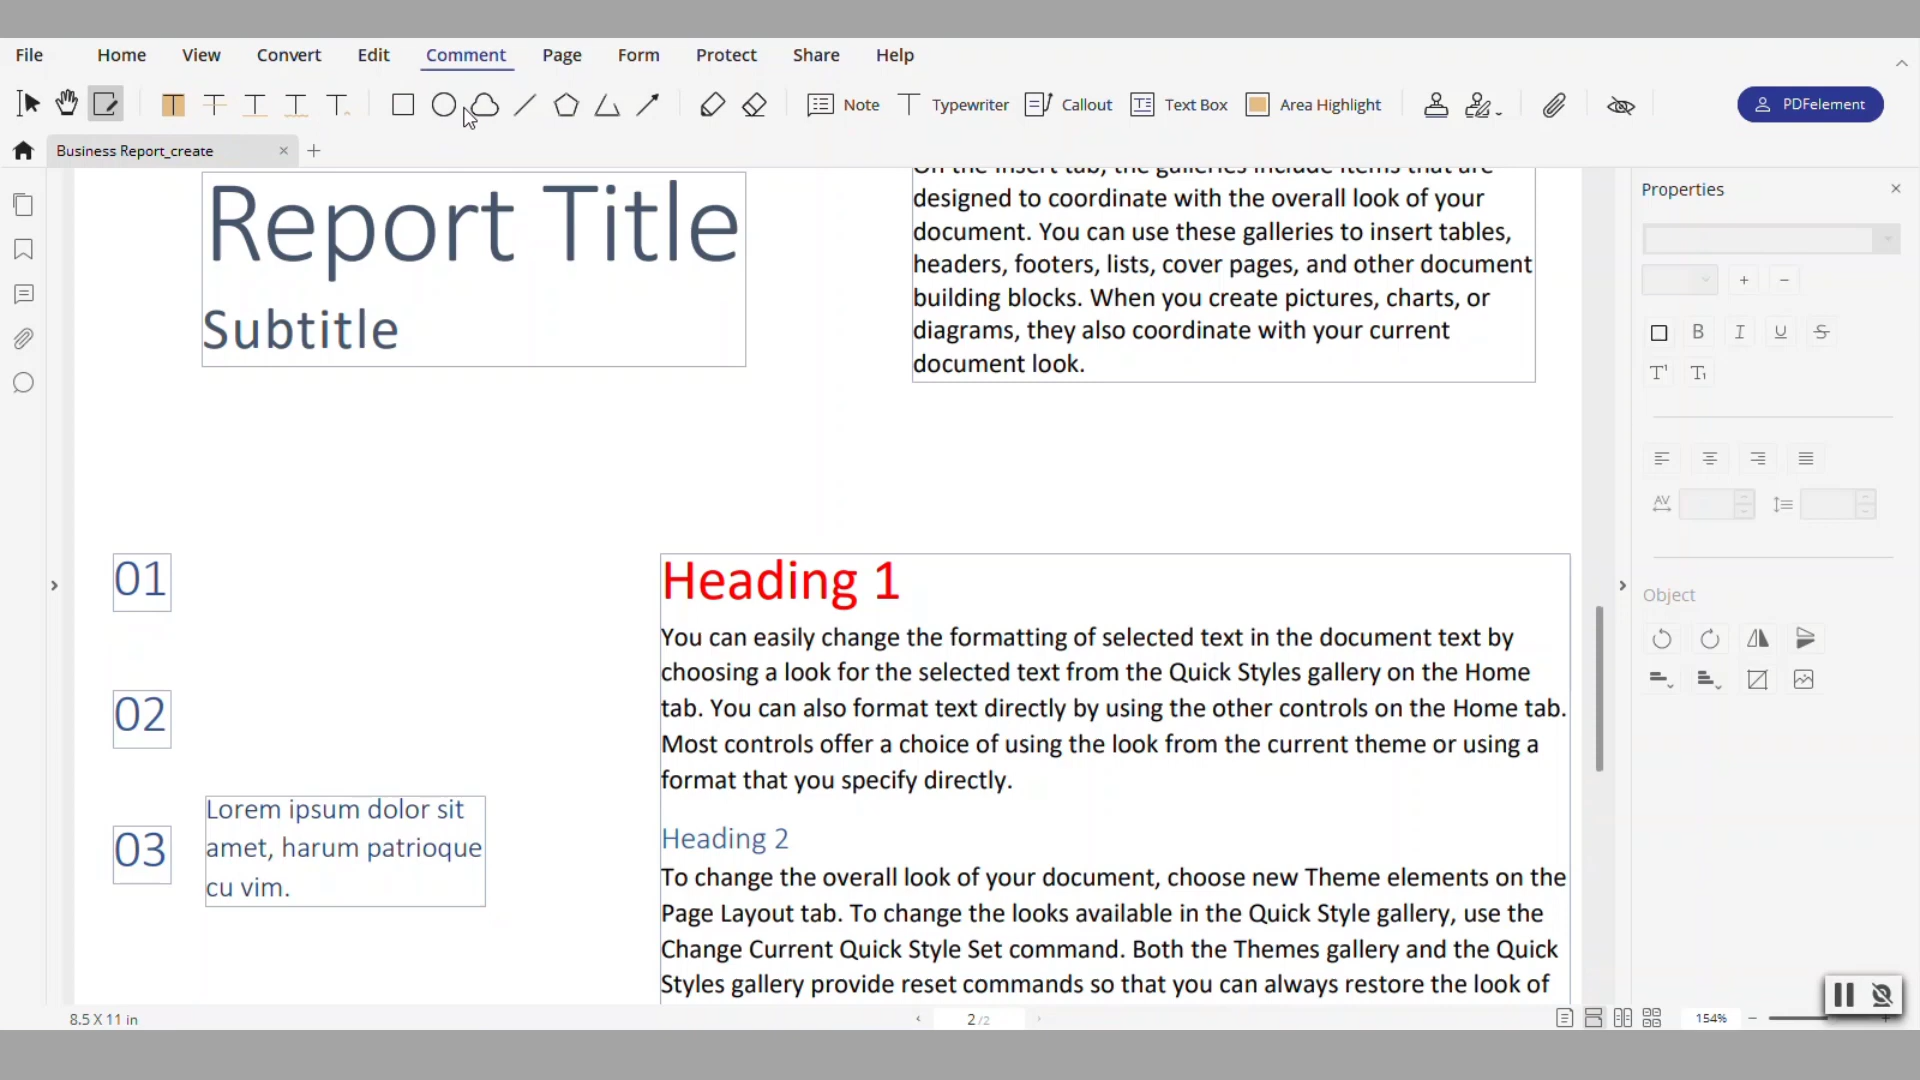 File Home View Convert Edit Comment Page Form Protect Share Help
Note Typewriter Callout Text Box Area Highlight PDFelement
Business Report_create
Properties
Report Title
Subtitle
designed to coordinate with the overall look of your
document. You can use these galleries to insert tables,
headers, footers, lists, cover pages, and other document
building blocks. When you create pictures, charts, or
diagrams, they also coordinate with your current
document look.
Object
01
02
03
Lorem ipsum dolor sit
amet, harum patrioque
cu vim.
Heading 1
You can easily change the formatting of selected text in the document text by
choosing a look for the selected text from the Quick Styles gallery on the Home
tab. You can also format text directly by using the other controls on the Home tab.
Most controls offer a choice of using the look from the current theme or using a
format that you specify directly.
Heading 2
To change the overall look of your document, choose new Theme elements on the
Page Layout tab. To change the looks available in the Quick Style gallery, use the
Change Current Quick Style Set command. Both the Themes gallery and the Quick
Styles gallery provide reset commands so that you can always restore the look of
8.5 X 11 in 2 /2 154%